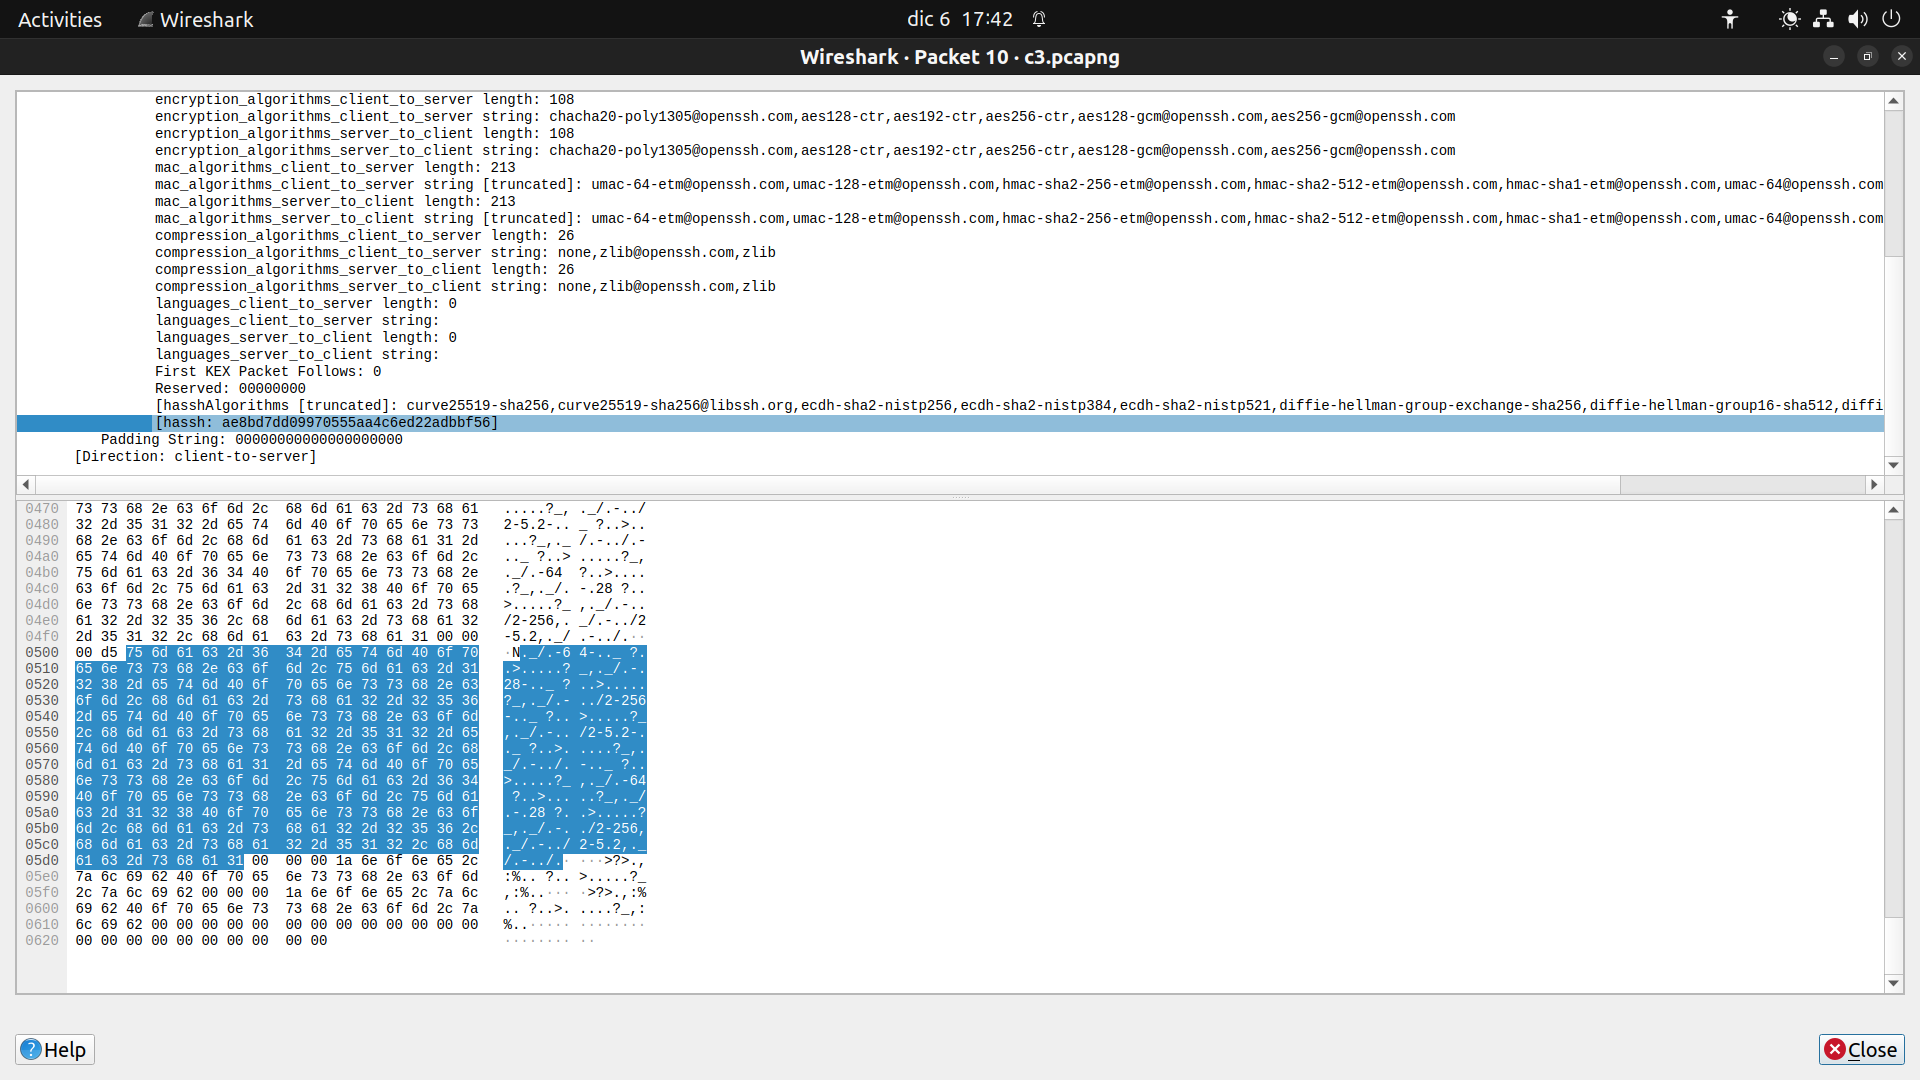 Activities
Wireshark
dic 6 17:42
Wireshark · Packet 10 · c3.pcapng
encryption_algorithms_client_to_server length: 108
encryption_algorithms_client_to_server string: chacha20-poly1305@openssh.com,aes128-ctr,aes192-ctr,aes256-ctr,aes128-gcm@openssh.com,aes256-gcm@openssh.com
encryption_algorithms_server_to_client length: 108
encryption_algorithms_server_to_client string: chacha20-poly1305@openssh.com,aes128-ctr,aes192-ctr,aes256-ctr,aes128-gcm@openssh.com,aes256-gcm@openssh.com
mac_algorithms_client_to_server length: 213
mac_algorithms_client_to_server string [truncated]: umac-64-etm@openssh.com,umac-128-etm@openssh.com,hmac-sha2-256-etm@openssh.com,hmac-sha2-512-etm@openssh.com,hmac-sha1-etm@openssh.com,umac-64@openssh.com
mac_algorithms_server_to_client length: 213
mac_algorithms_server_to_client string [truncated]: umac-64-etm@openssh.com,umac-128-etm@openssh.com,hmac-sha2-256-etm@openssh.com,hmac-sha2-512-etm@openssh.com,hmac-sha1-etm@openssh.com,umac-64@openssh.com
compression_algorithms_client_to_server length: 26
compression_algorithms_client_to_server string: none,zlib@openssh.com,zlib
compression_algorithms_server_to_client length: 26
compression_algorithms_server_to_client string: none,zlib@openssh.com,zlib
languages_client_to_server length: 0
languages_client_to_server string:
languages_server_to_client length: 0
languages_server_to_client string:
First KEX Packet Follows: 0
Reserved: 00000000
[hasshAlgorithms [truncated]: curve25519-sha256,curve25519-sha256@libssh.org,ecdh-sha2-nistp256,ecdh-sha2-nistp384,ecdh-sha2-nistp521,diffie-hellman-group-exchange-sha256,diffie-hellman-group16-sha512,diffi
[hassh: ae8bd7dd09970555aa4c6ed22adbbf56]
Padding String: 00000000000000000000
[Direction: client-to-server]
0470 73 73 68 2e 63 6f 6d 2c 68 6d 61 63 2d 73 68 61 .....?_, ._/.-../
0480 32 2d 35 31 32 2d 65 74 6d 40 6f 70 65 6e 73 73 2-5.2-.. _ ?..>..
0490 68 2e 63 6f 6d 2c 68 6d 61 63 2d 73 68 61 31 2d ...?_,._ /.-../.-
04a0 65 74 6d 40 6f 70 65 6e 73 73 68 2e 63 6f 6d 2c .._ ?..> .....?_,
04b0 75 6d 61 63 2d 36 34 40 6f 70 65 6e 73 73 68 2e ._/.-64  ?..>....
04c0 63 6f 6d 2c 75 6d 61 63 2d 31 32 38 40 6f 70 65 .?_,._/. -.28 ?..
04d0 6e 73 73 68 2e 63 6f 6d 2c 68 6d 61 63 2d 73 68 >.....?_ ,._/.-..
04e0 61 32 2d 32 35 36 2c 68 6d 61 63 2d 73 68 61 32 /2-256,. _/.-../2
04f0 2d 35 31 32 2c 68 6d 61 63 2d 73 68 61 31 00 00 -5.2,._/ .-../.··
0500 00 d5 75 6d 61 63 2d 36 34 2d 65 74 6d 40 6f 70 ·N._/.-6 4-.._ ?.
0510 65 6e 73 73 68 2e 63 6f 6d 2c 75 6d 61 63 2d 31 .>.....? _,._/.-.
0520 32 38 2d 65 74 6d 40 6f 70 65 6e 73 73 68 2e 63 28-.._ ? ..>.....
0530 6f 6d 2c 68 6d 61 63 2d 73 68 61 32 2d 32 35 36 ?_,._/.- ../2-256
0540 2d 65 74 6d 40 6f 70 65 6e 73 73 68 2e 63 6f 6d -.._ ?.. >.....?_
0550 2c 68 6d 61 63 2d 73 68 61 32 2d 35 31 32 2d 65 ,._/.-.. /2-5.2-.
0560 74 6d 40 6f 70 65 6e 73 73 68 2e 63 6f 6d 2c 68 ._ ?..>. ....?_,.
0570 6d 61 63 2d 73 68 61 31 2d 65 74 6d 40 6f 70 65 _/.-../. -.._ ?..
0580 6e 73 73 68 2e 63 6f 6d 2c 75 6d 61 63 2d 36 34 >.....?_ ,._/.-64
0590 40 6f 70 65 6e 73 73 68 2e 63 6f 6d 2c 75 6d 61  ?..>... ..?_,._/
05a0 63 2d 31 32 38 40 6f 70 65 6e 73 73 68 2e 63 6f .-.28 ?. .>.....?
05b0 6d 2c 68 6d 61 63 2d 73 68 61 32 2d 32 35 36 2c _,._/.-. ./2-256,
05c0 68 6d 61 63 2d 73 68 61 32 2d 35 31 32 2c 68 6d ._/.-../ 2-5.2,._
05d0 61 63 2d 73 68 61 31 00 00 00 1a 6e 6f 6e 65 2c /.-../.· ···>?>.,
05e0 7a 6c 69 62 40 6f 70 65 6e 73 73 68 2e 63 6f 6d :%.. ?.. >.....?_
05f0 2c 7a 6c 69 62 00 00 00 1a 6e 6f 6e 65 2c 7a 6c ,:%..··· ·>?>.,:%
0600 69 62 40 6f 70 65 6e 73 73 68 2e 63 6f 6d 2c 7a .. ?..>. ....?_,:
0610 6c 69 62 00 00 00 00 00 00 00 00 00 00 00 00 00 %..····· ········
0620 00 00 00 00 00 00 00 00 00 00 ········ ··
Help
Close